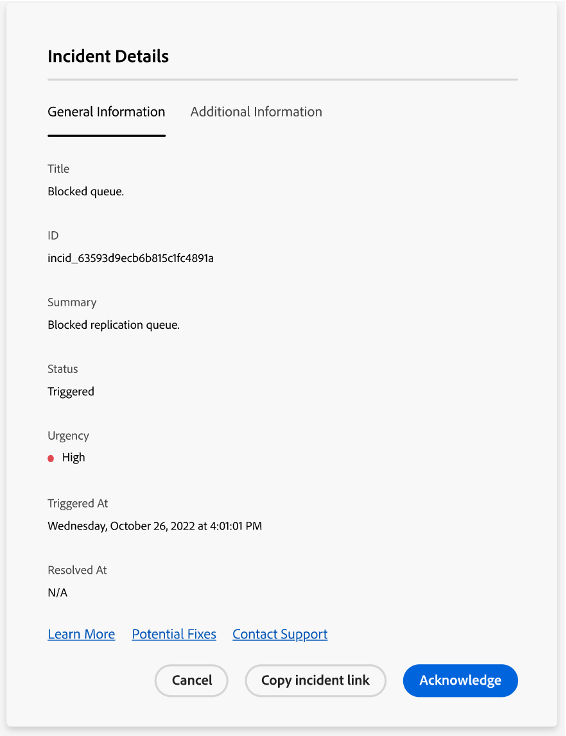 Incident Details
General Information Additional Information
Title
Blocked queue.
ID
incid_63593d9ecb6b815c1fc4891a
Summary
Blocked replication queue.
Status
Triggered
Urgency
High
Triggered At
Wednesday, October 26, 2022 at 4:01:01 PM
Resolved At
N/A
Learn More Potential Fixes Contact Support
Cancel Copy incident link Acknowledge